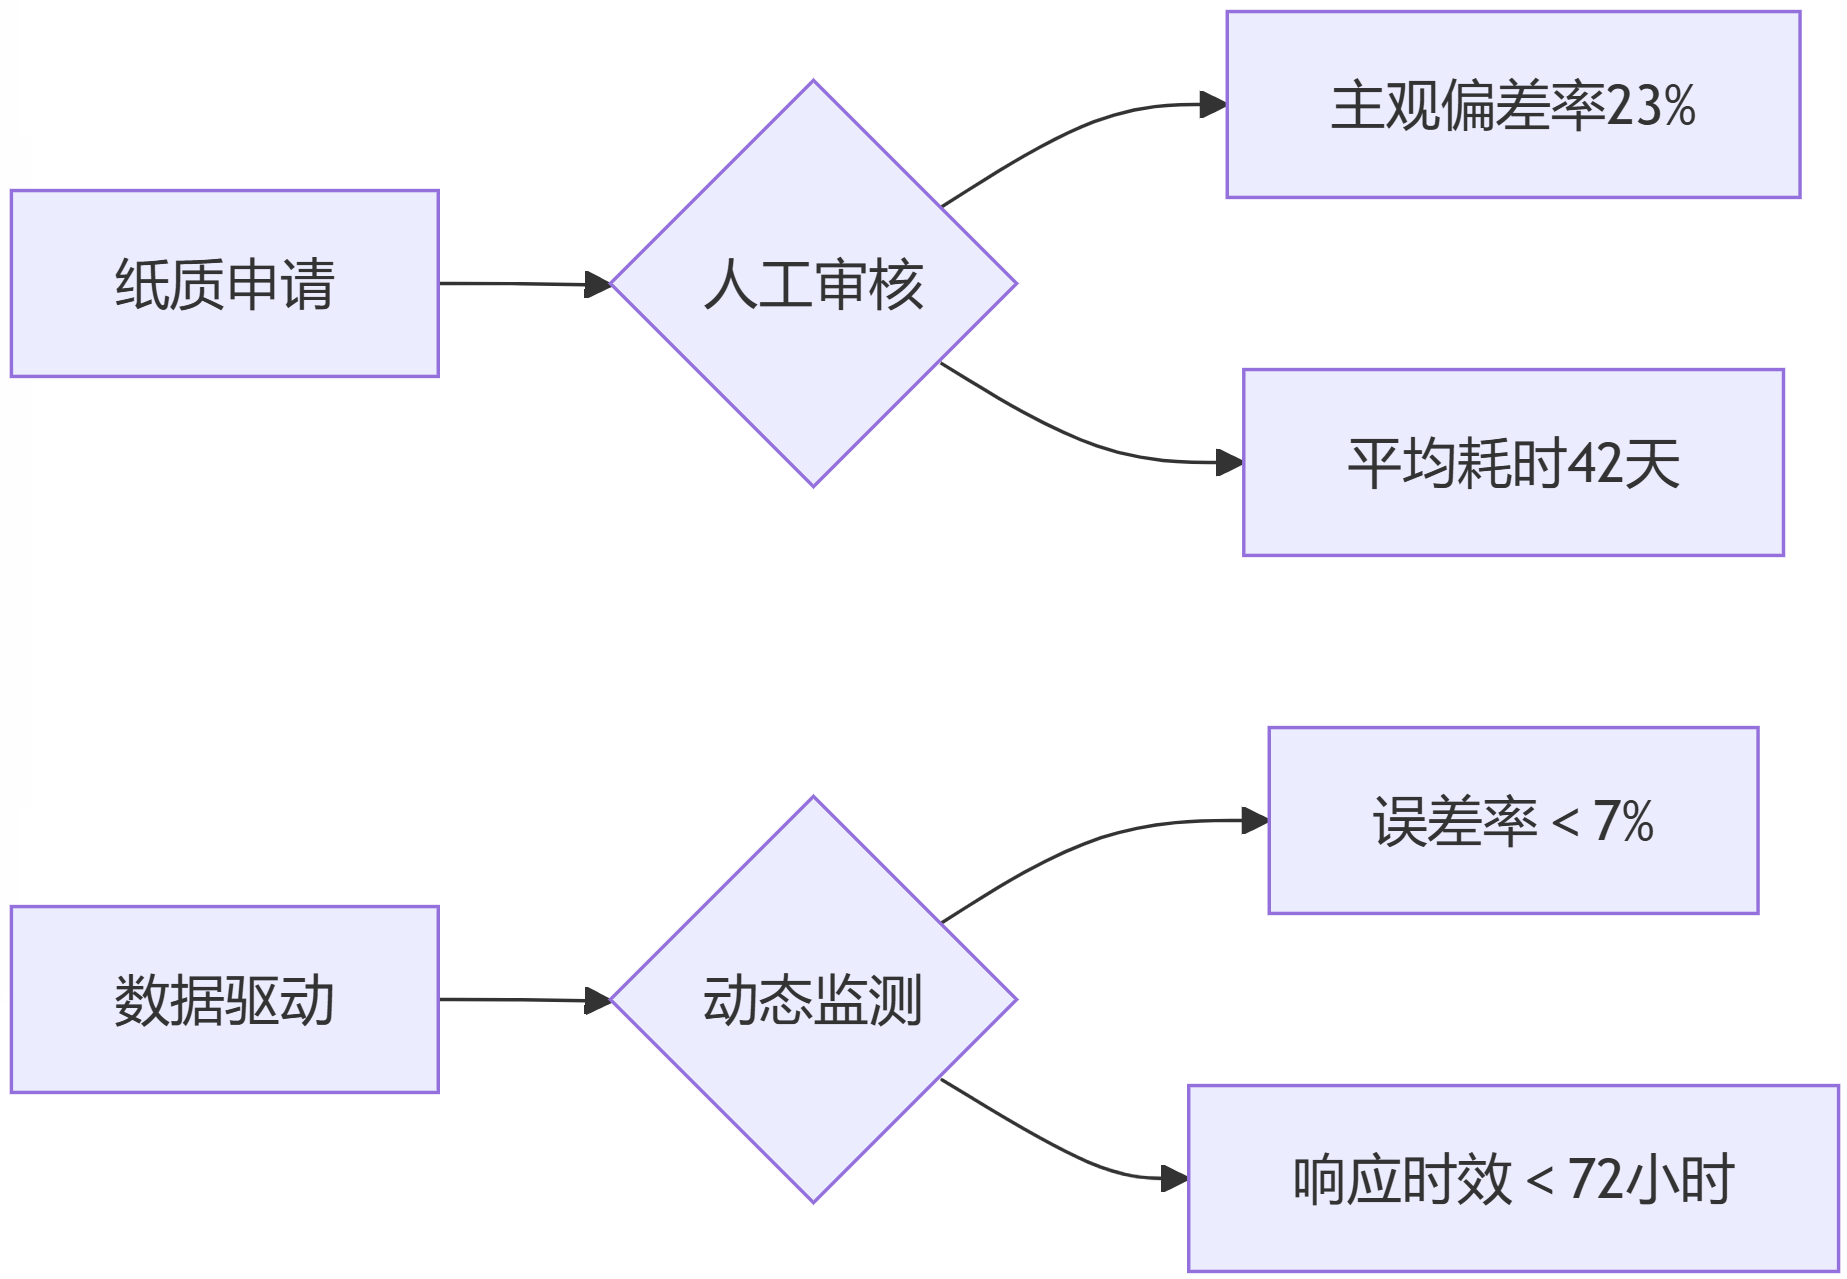 纸质申请
人工审核
主观偏差率23%
平均耗时42天
数据驱动
动态监测
误差率 < 7%
响应时效 < 72小时